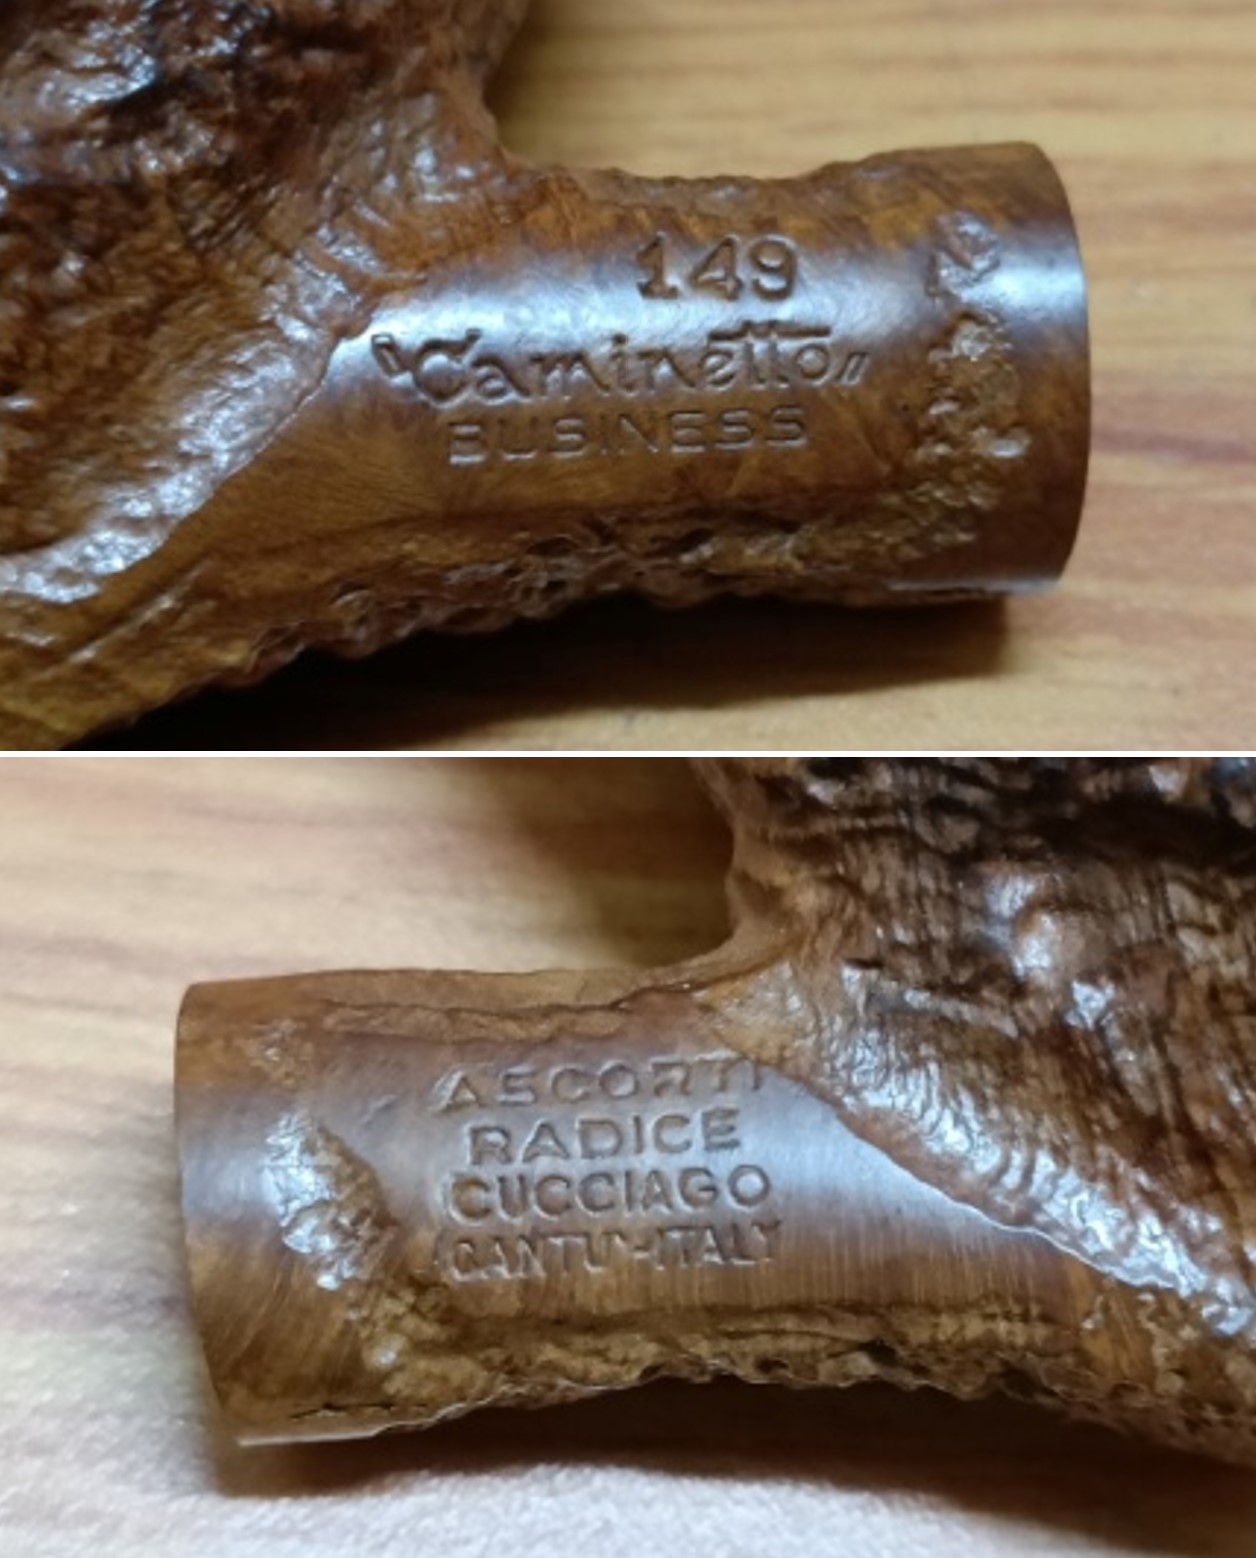 149
"Caminetto"
BUSINESS
ASCORTI
RADICE
CUCCIAGO
CANTU'-ITALY